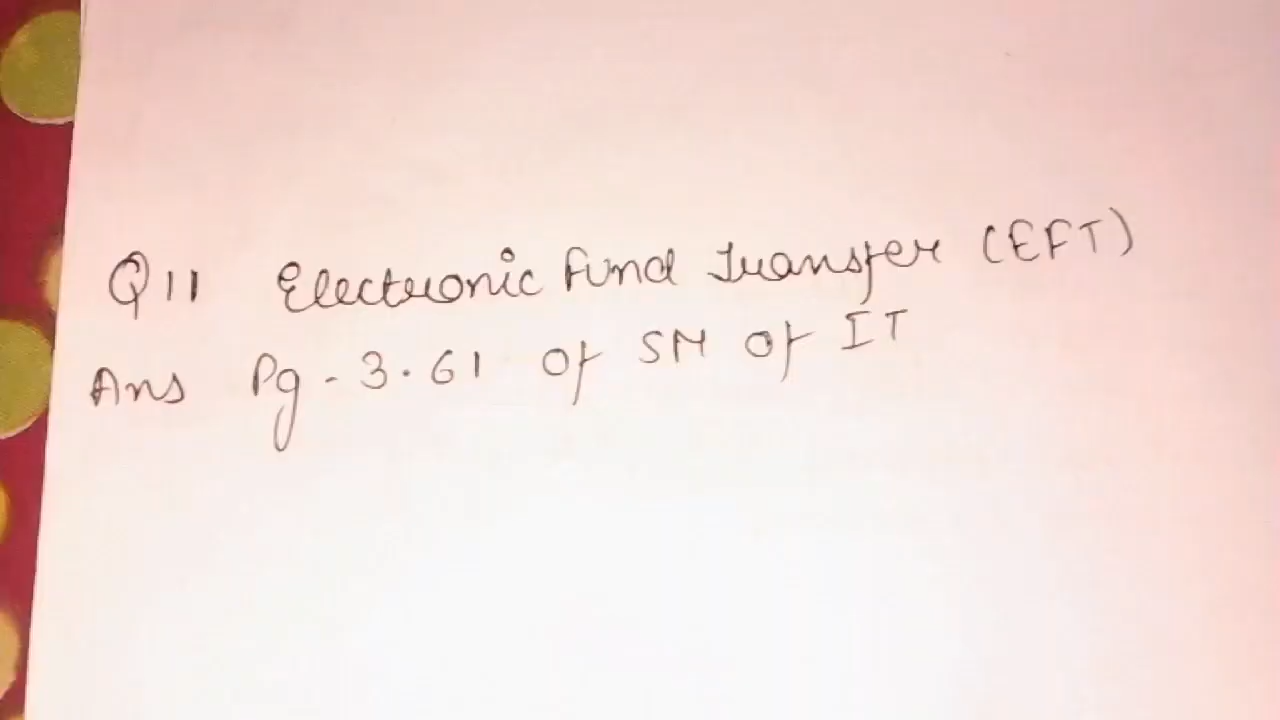 Q11 Electronic Fund Transfer (EFT)
Ans Pg - 3.61 of SM of IT